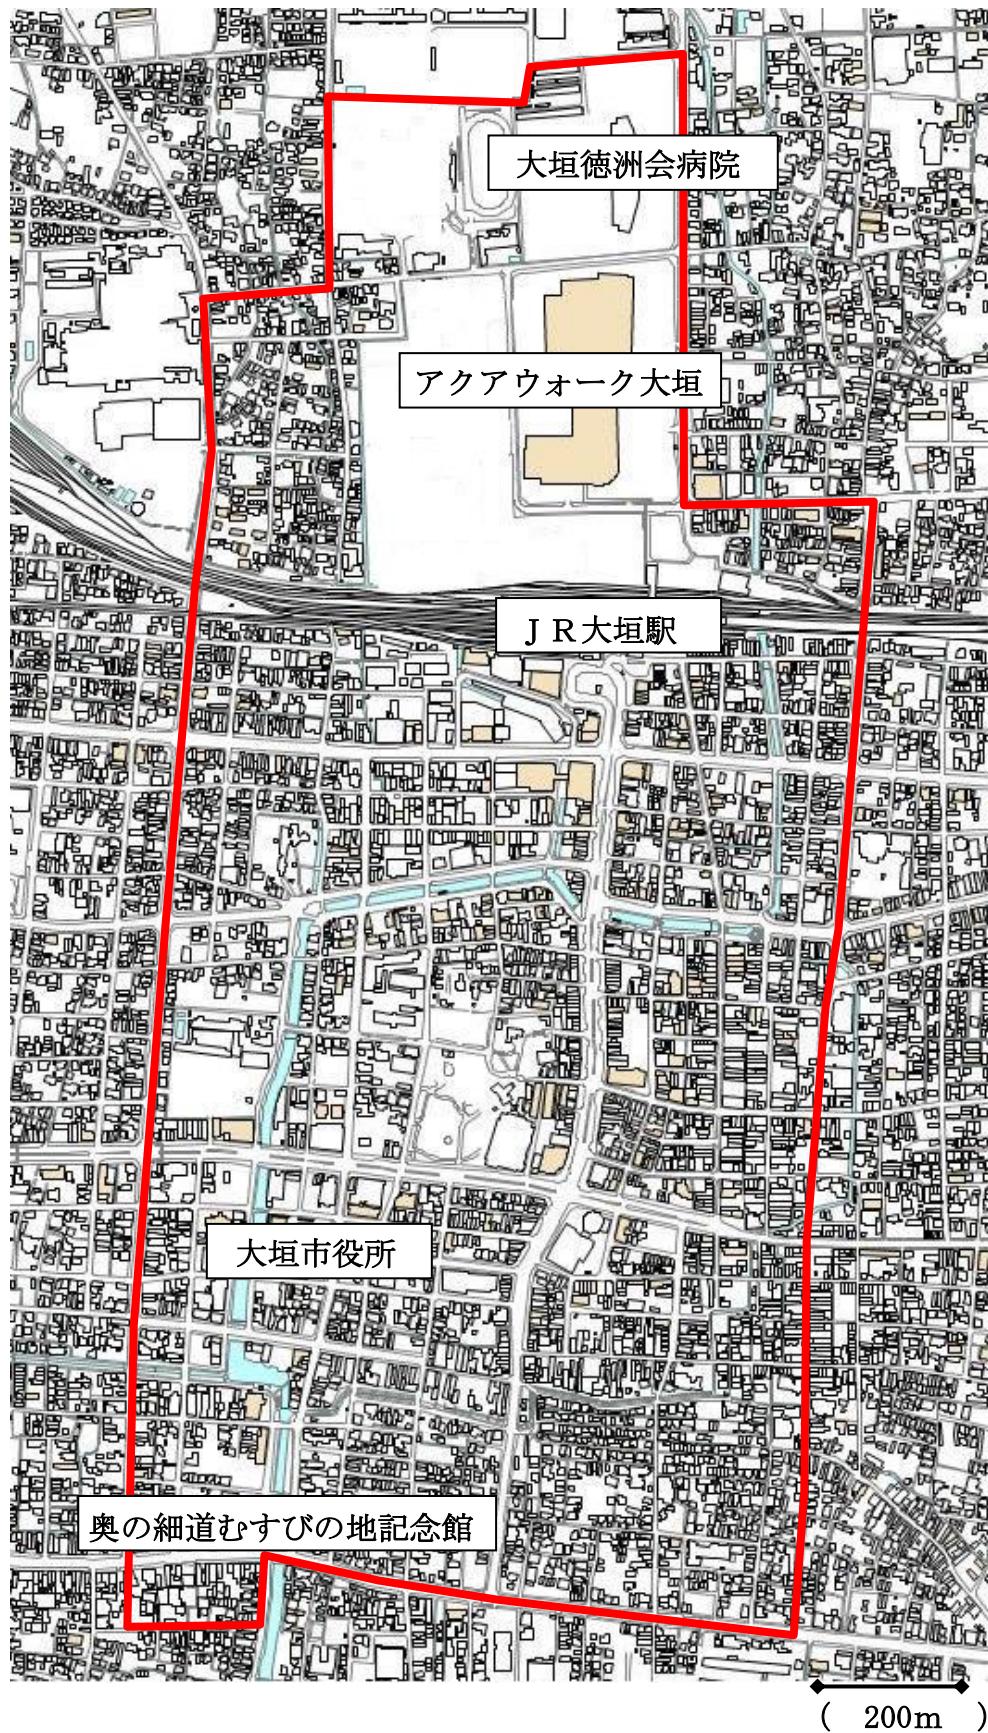 大垣徳洲会病院
アクアウォーク大垣
ＪＲ大垣駅
大垣市役所
奥の細道むすびの地記念館
(　200m　)